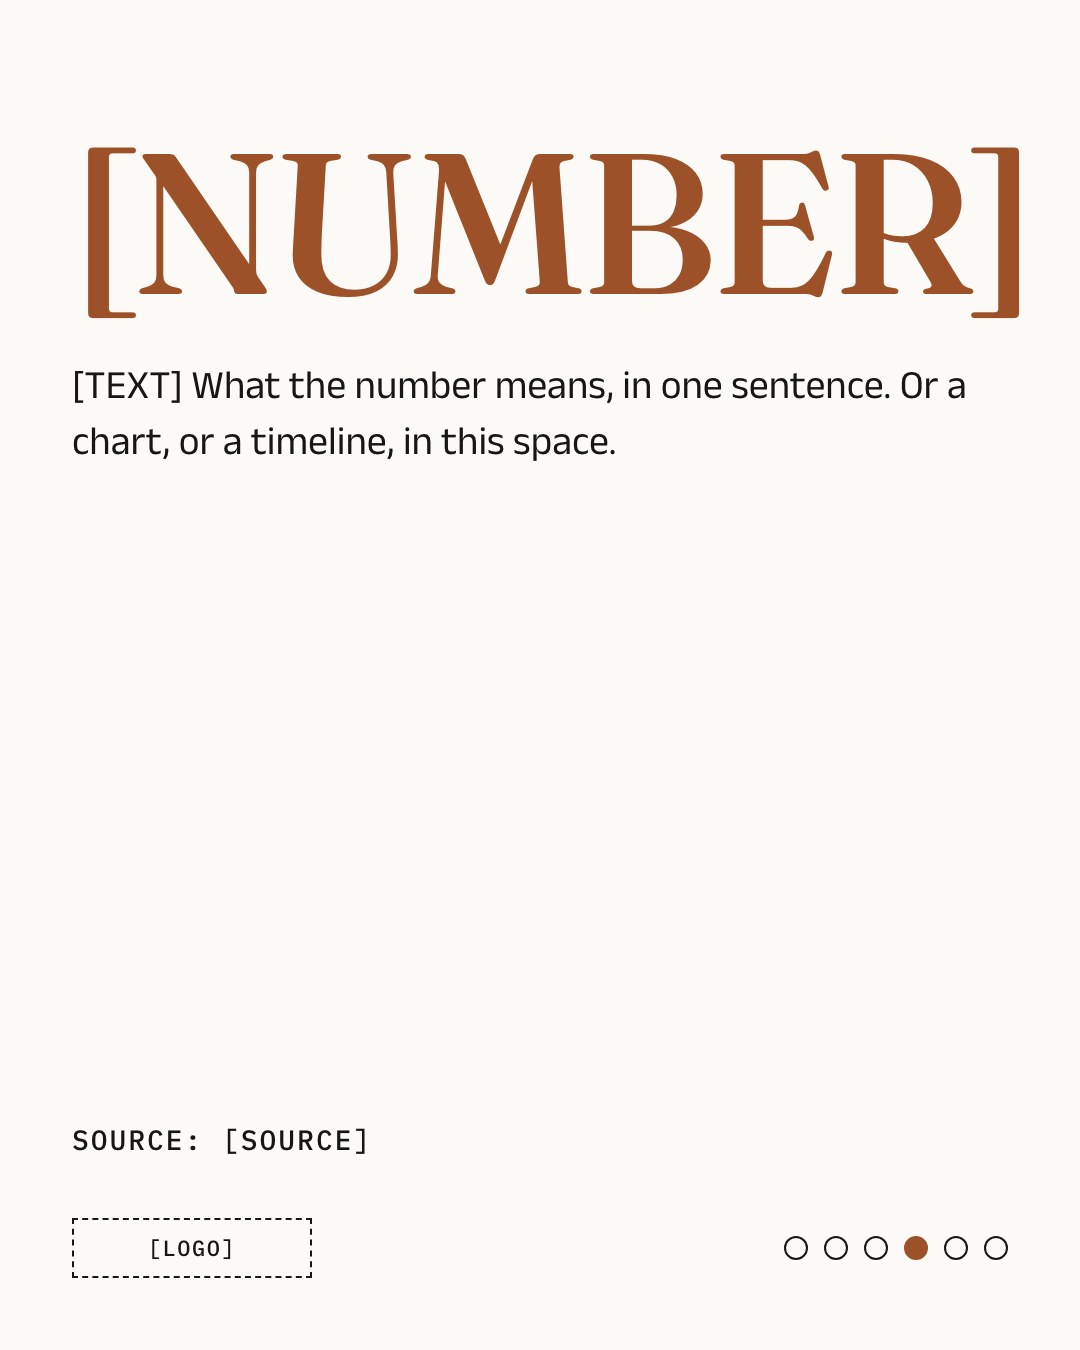 [NUMBER]
[TEXT] What the number means, in one sentence. Or a
chart, or a timeline, in this space.
SOURCE: [SOURCE]
[LOGO]